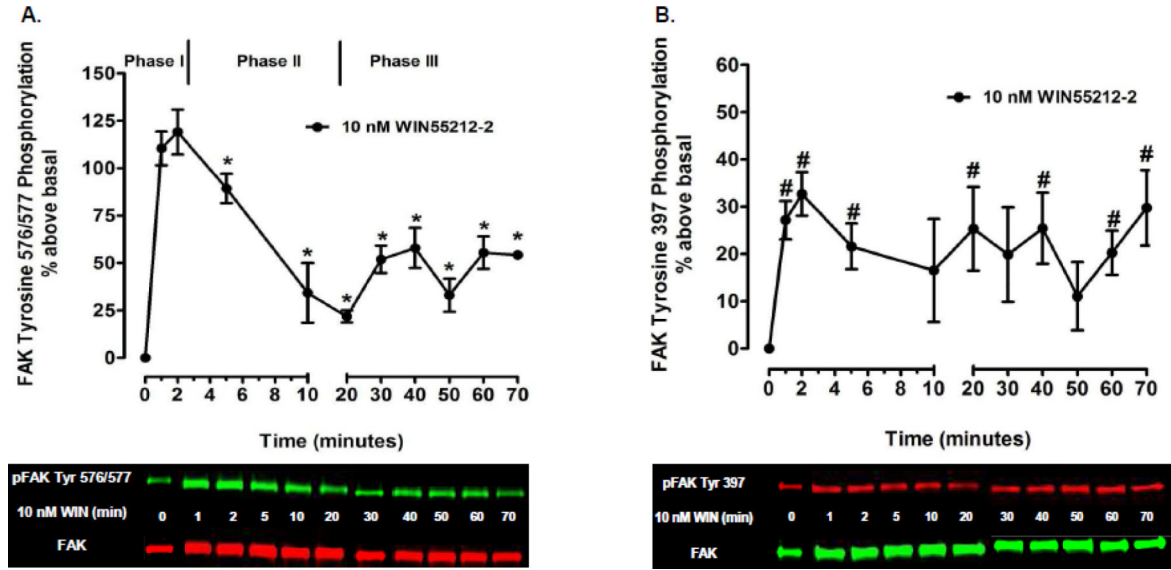 A.
Phase I
Phase II
Phase III
FAK Tyrosine 576/577 Phosphorylation
% above basal
150
125
100
75
50
25
0
10 nM WIN55212-2
*
*
*
*
*
*
*
*
0 2 4 6 8 10 20 30 40 50 60 70
Time (minutes)
pFAK Tyr 576/577
10 nM WIN (min) 0 1 2 5 10 20 30 40 50 60 70
FAK
B.
FAK Tyrosine 397 Phosphorylation
% above basal
60
50
40
30
20
10
0
10 nM WIN55212-2
#
#
#
#
#
#
#
0 2 4 6 8 10 20 30 40 50 60 70
Time (minutes)
pFAK Tyr 397
10 nM WIN (min) 0 1 2 5 10 20 30 40 50 60 70
FAK